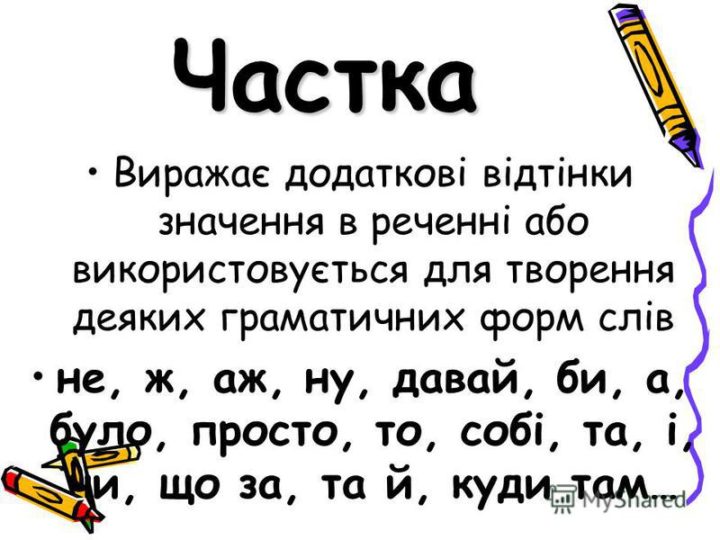 Частка
• Виражає додаткові відтінки
значення в реченні або
використовується для творення
деяких граматичних форм слів
• не, ж, аж, ну, давай, би, а,
було, просто, то, собі, та, і,
що за, та й, куди там...
MyShared